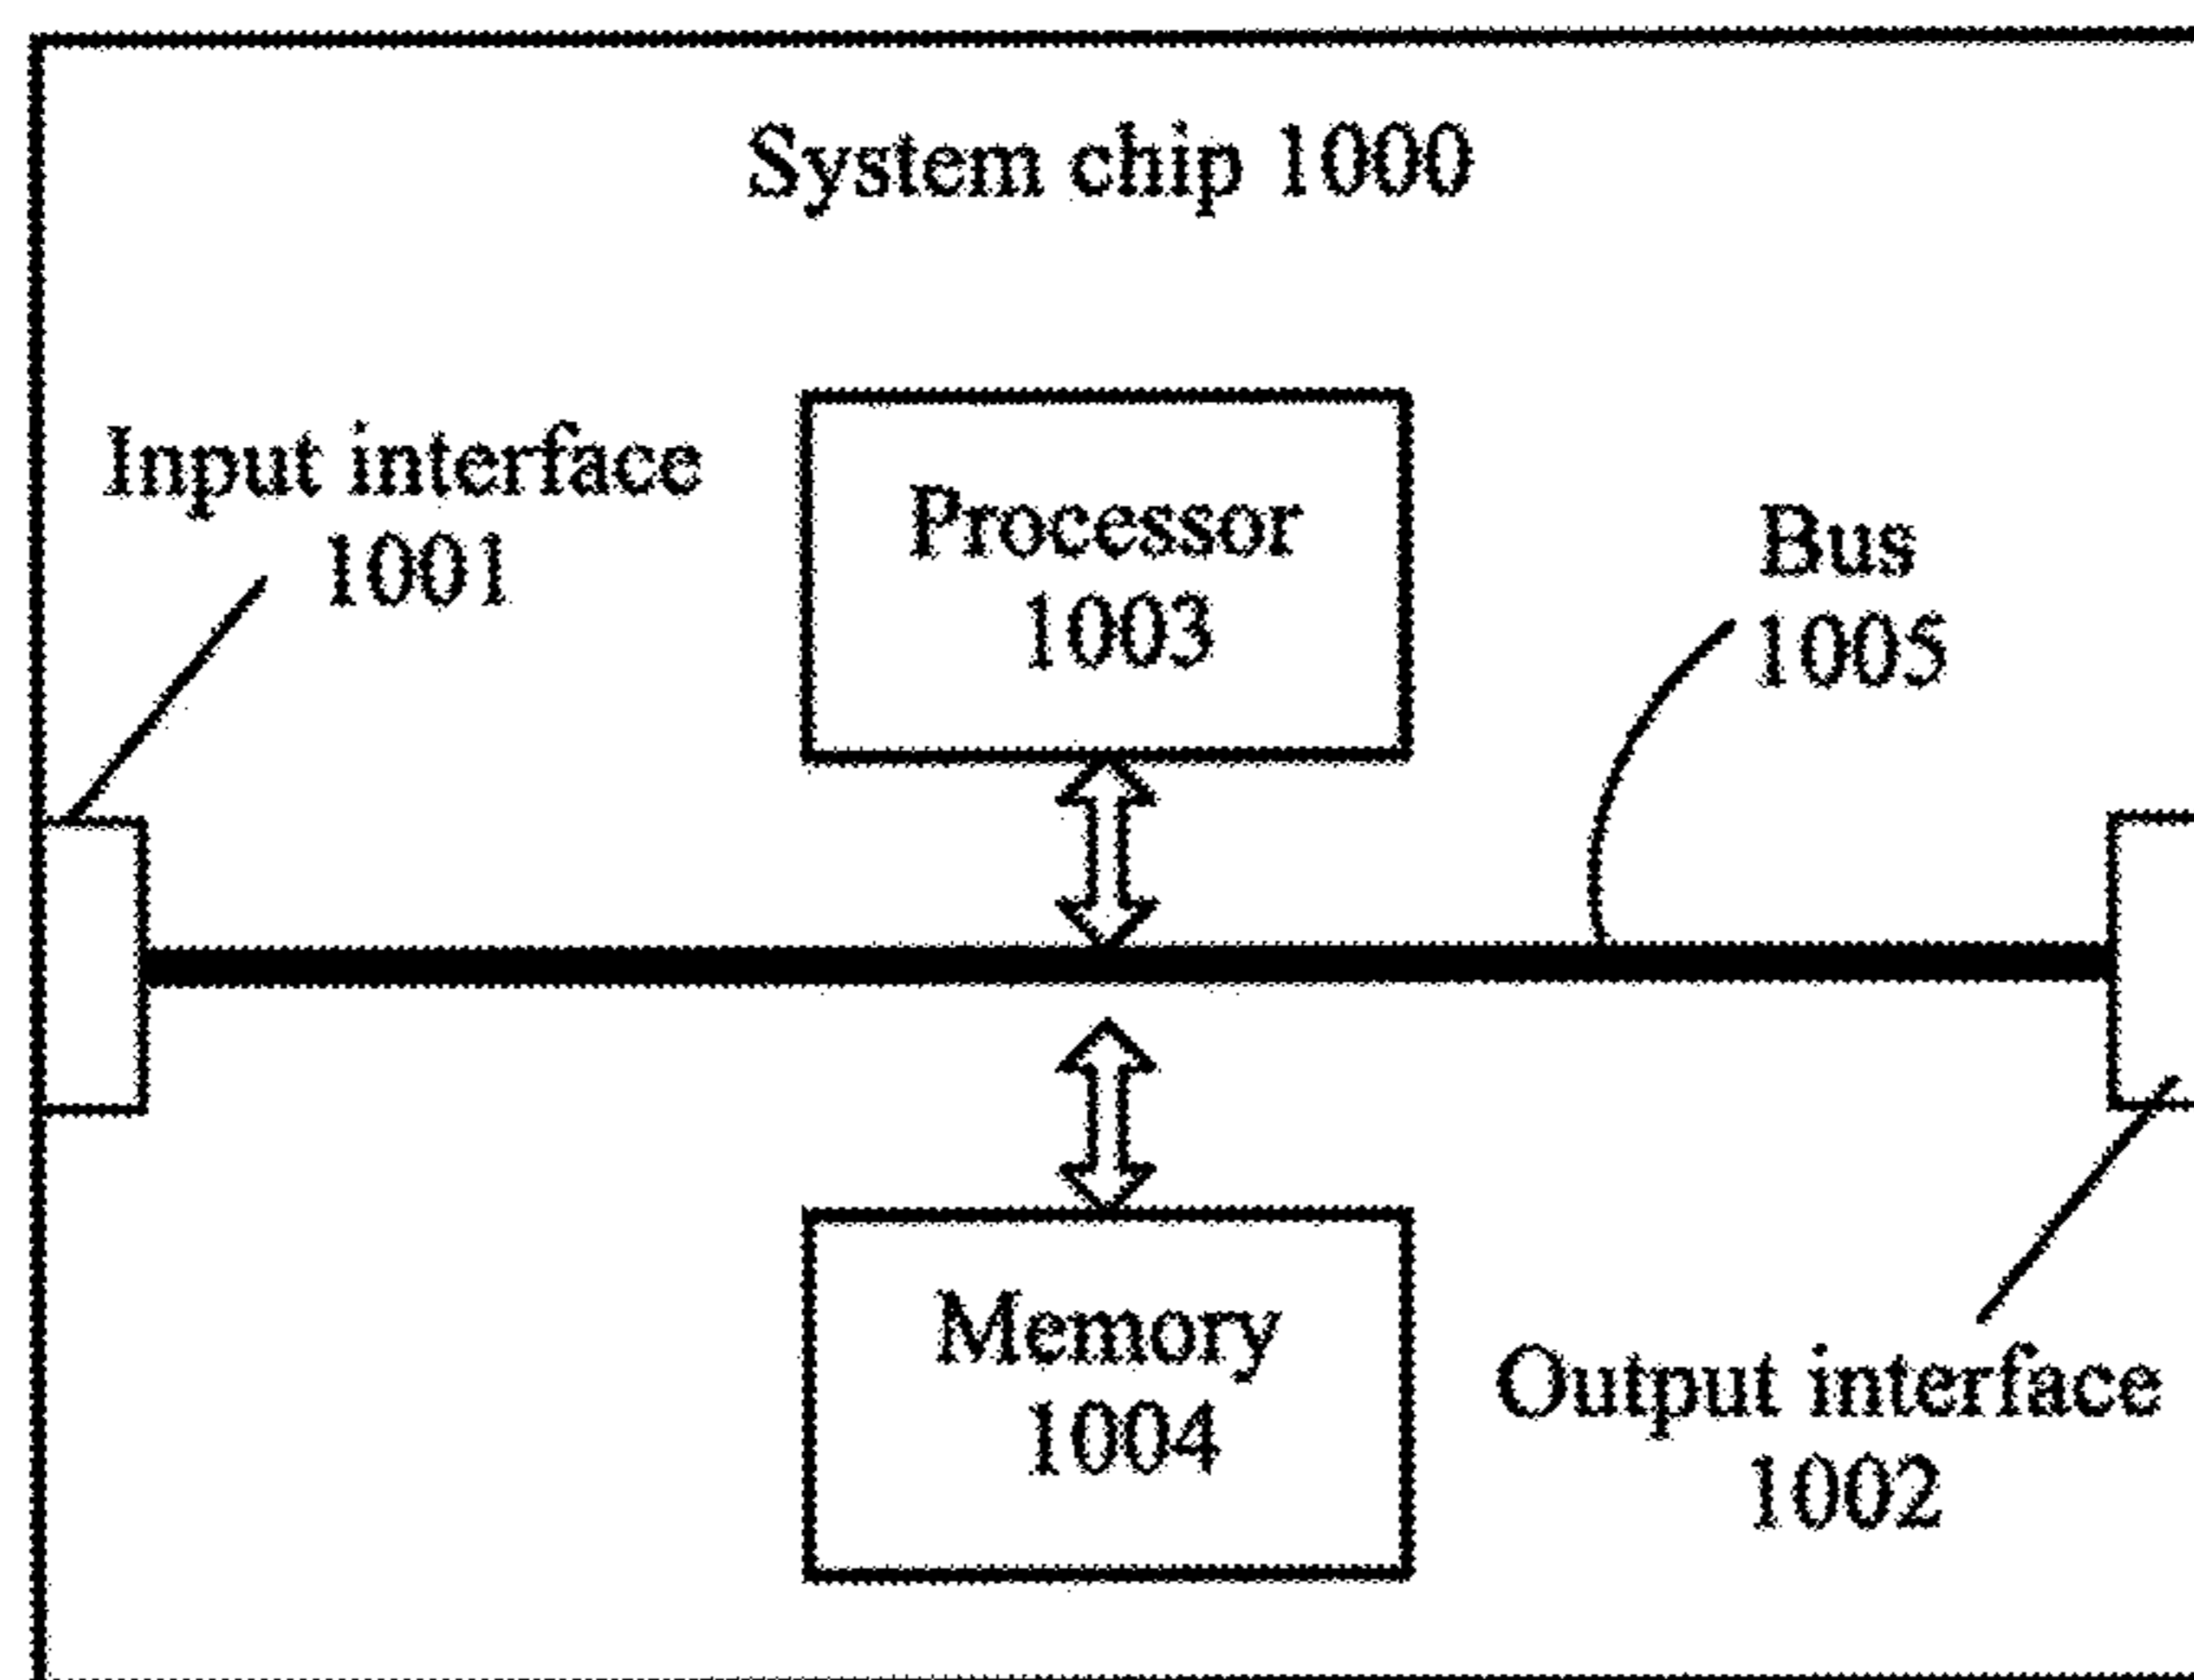 System chip 1000
Input interface
1001
Processor
1003
Bus
1005
Memory
1004
Output interface
1002